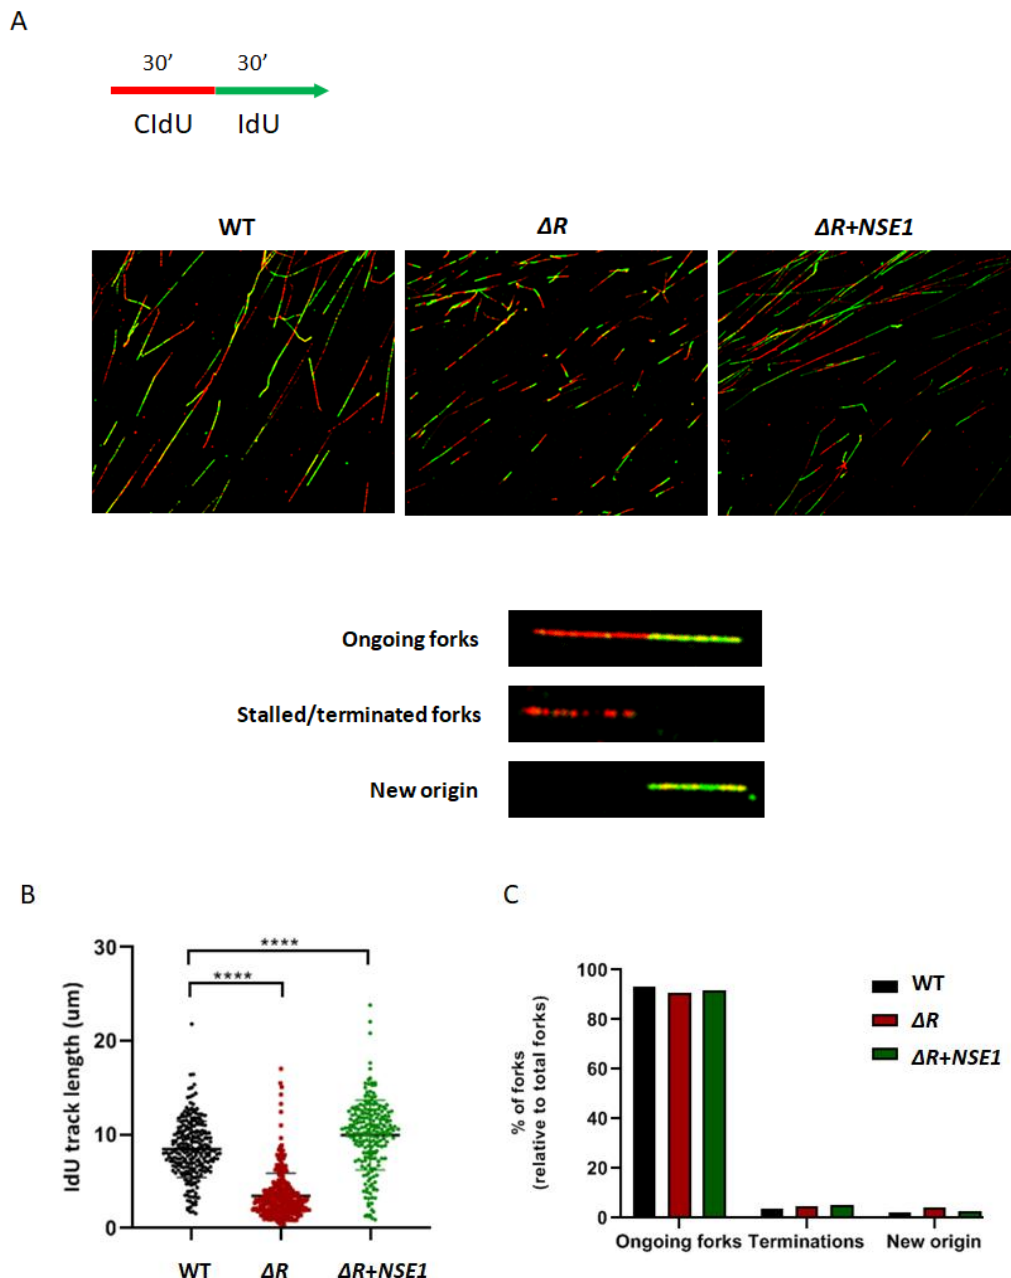 A
30’ 30’
CldU IdU
WT ΔR ΔR+NSE1
Ongoing forks
Stalled/terminated forks
New origin
B
C
****
****
30
20
10
0
IdU track length (um)
WT ΔR ΔR+NSE1
100
80
60
40
20
0
% of forks
(relative to total forks)
WT
ΔR
ΔR+NSE1
Ongoing forks Terminations New origin